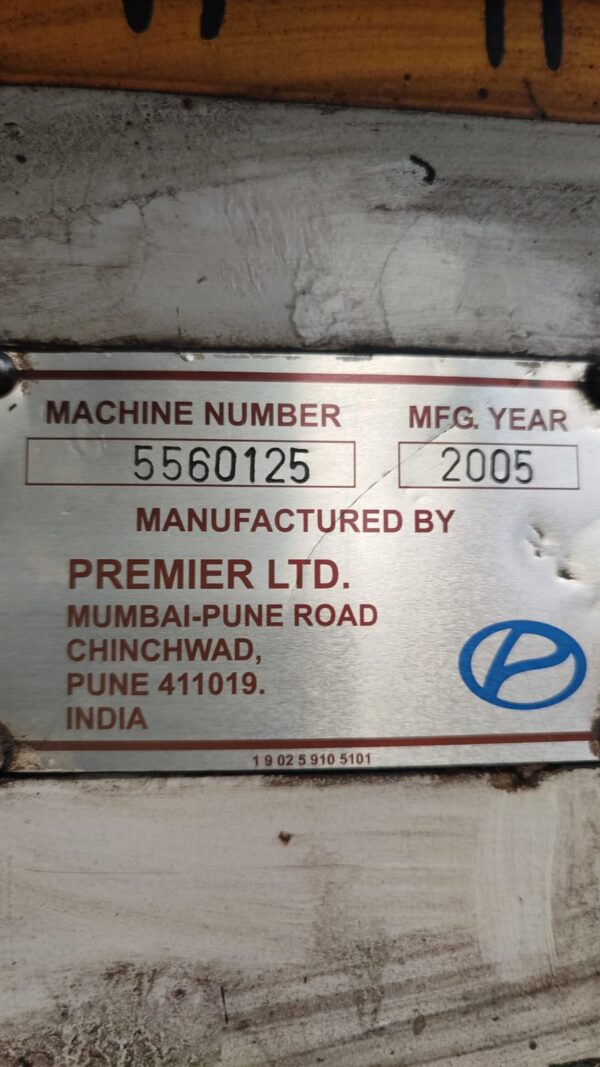 MACHINE NUMBER MFG. YEAR
5560125 2005
MANUFACTURED BY
PREMIER LTD.
MUMBAI-PUNE ROAD
CHINCHWAD,
PUNE 411019.
INDIA
1 9 02 5 910 5101